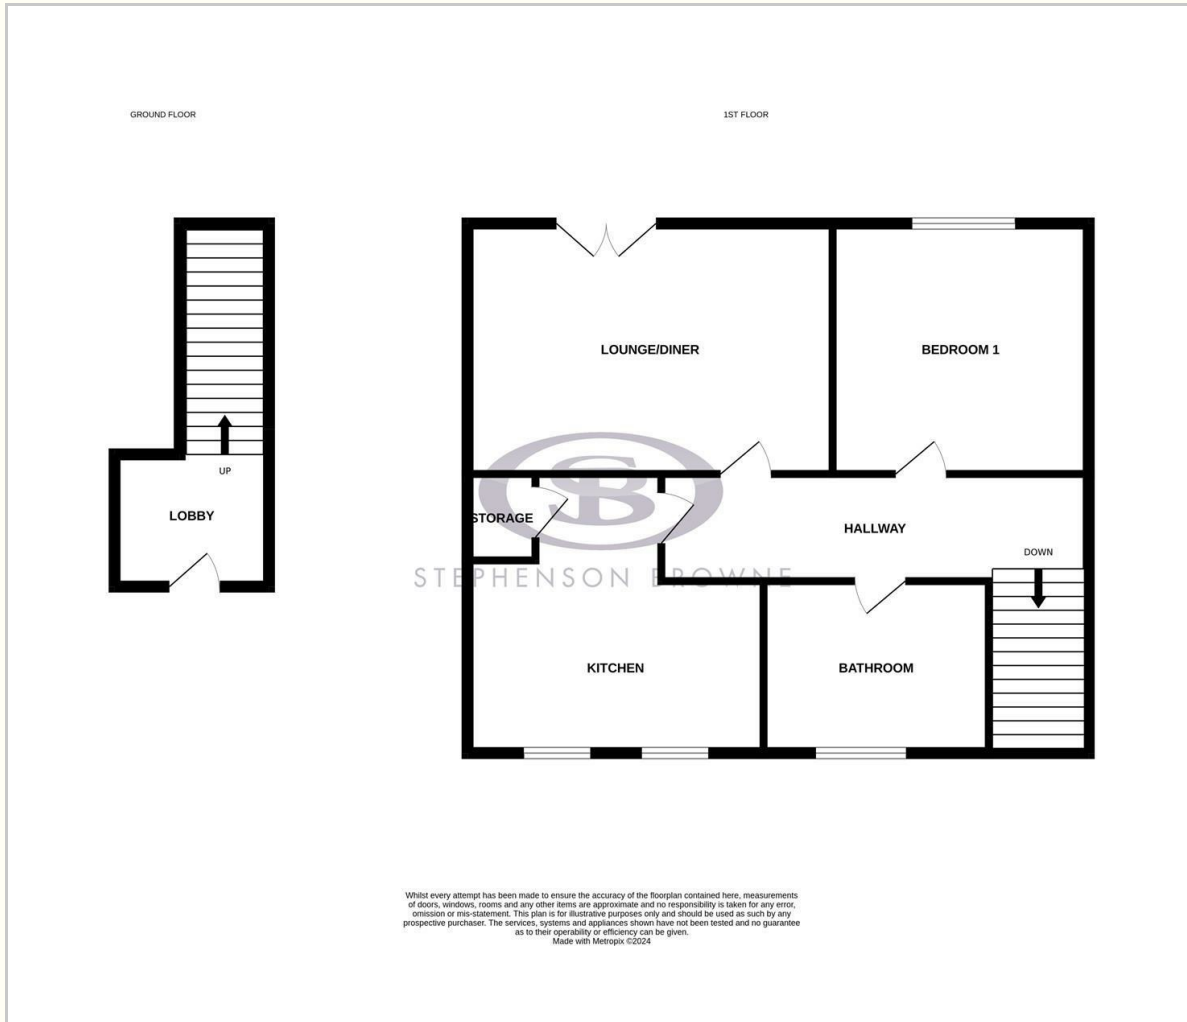 GROUND FLOOR
1ST FLOOR
LOUNGE/DINER
BEDROOM 1
UP
LOBBY
STORAGE
SB
HALLWAY
DOWN
STEPHENSON BROWNE
KITCHEN
BATHROOM
Whilst every attempt has been made to ensure the accuracy of the floorplan contained here, measurements
of doors, windows, rooms and any other items are approximate and no responsibility is taken for any error,
omission or mis-statement. This plan is for illustrative purposes only and should be used as such by any
prospective purchaser. The services, systems and appliances shown have not been tested and no guarantee
as to their operability or efficiency can be given.
Made with Metropix ©2024